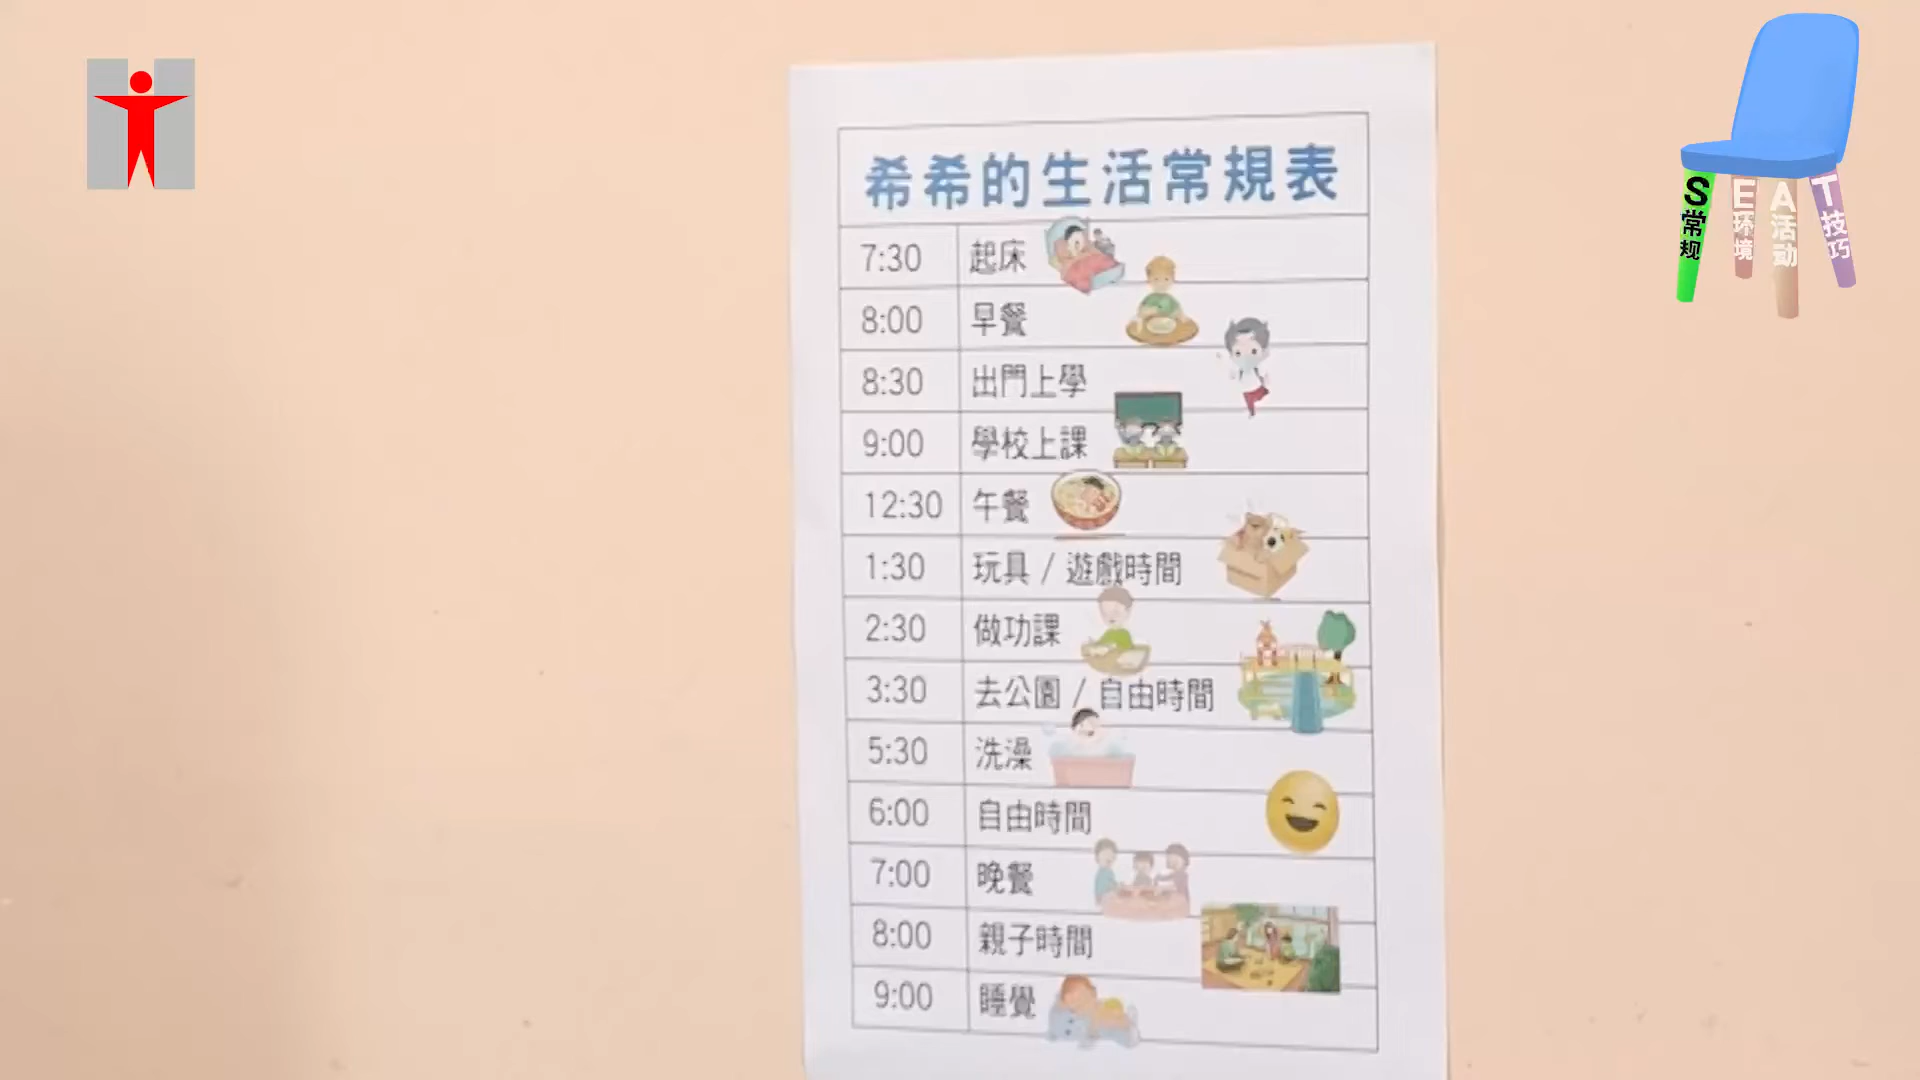 希希的生活常規表
7:30 起床
8:00 早餐
8:30 出門上學
9:00 學校上課
12:30 午餐
1:30 玩具 / 遊戲時間
2:30 做功課
3:30 去公園 / 自由時間
5:30 洗澡
6:00 自由時間
7:00 晚餐
8:00 親子時間
9:00 睡覺
S 常规
E 环境
A 活动
T 技巧